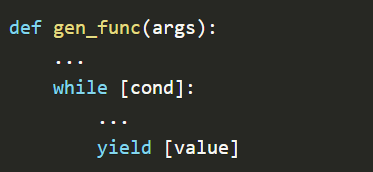 def gen_func(args):
    ...
    while [cond]:
        ...
        yield [value]